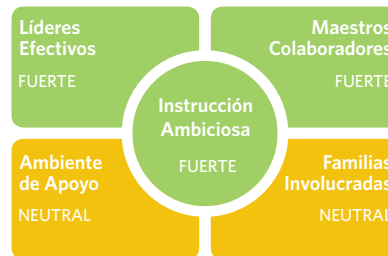 Líderes
Efectivos
FUERTE
Maestros
Colaboradores
FUERTE
Instrucción
Ambiciosa
FUERTE
Ambiente
de Apoyo
NEUTRAL
Familias
Involucradas
NEUTRAL